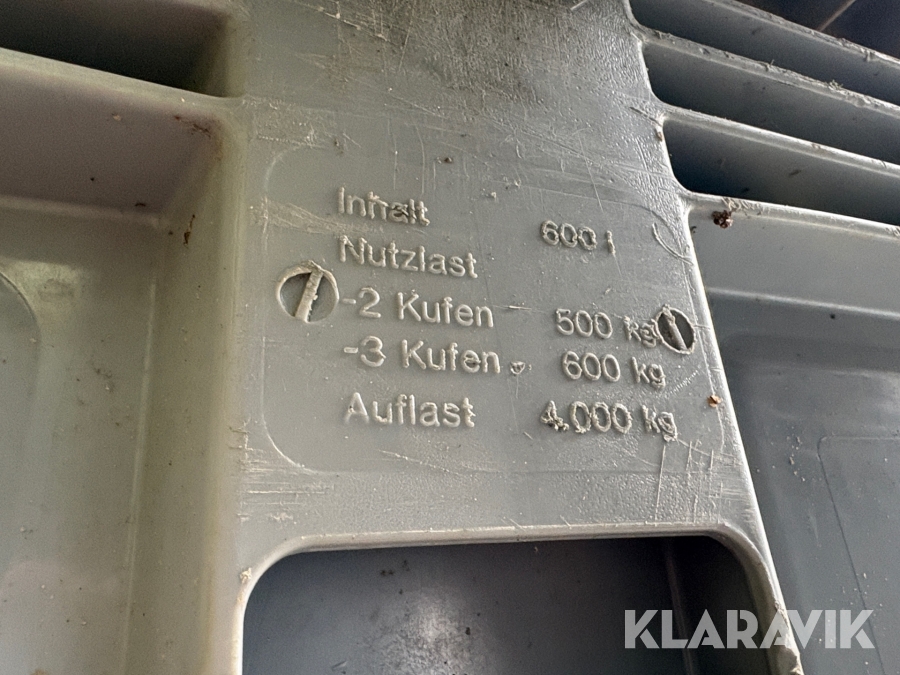 Inhalt 600 l
Nutzlast
-2 Kufen 500 kg
-3 Kufen 600 kg
Auflast 4.000 kg
KLARAVIK